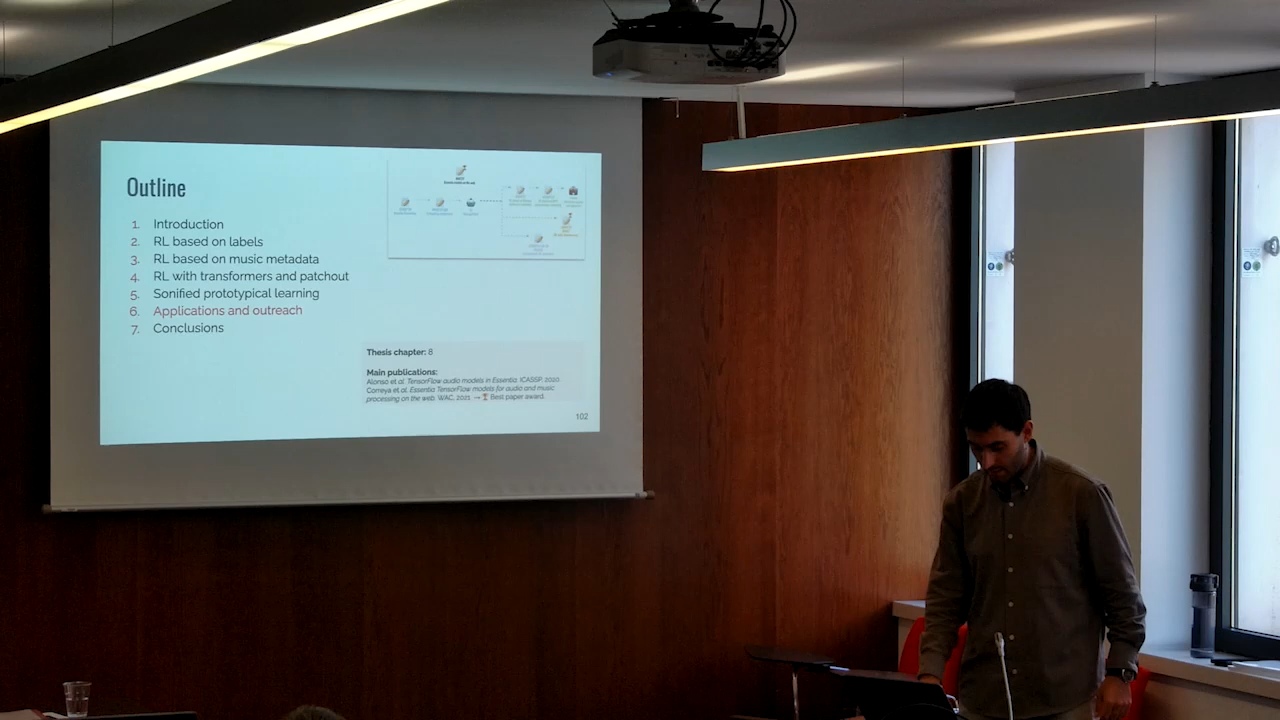 Outline
1. Introduction
2. RL based on labels
3. RL based on music metadata
4. RL with transformers and patchout
5. Sonified prototypical learning
6. Applications and outreach
7. Conclusions
Thesis chapter: 8
Main publications:
Alonso et al. TensorFlow audio models in Essentia. ICASSP, 2020
Correya et al. Essentia TensorFlow models for audio and music
processing on the web. WAC, 2021 → 🏆 Best paper award.
102